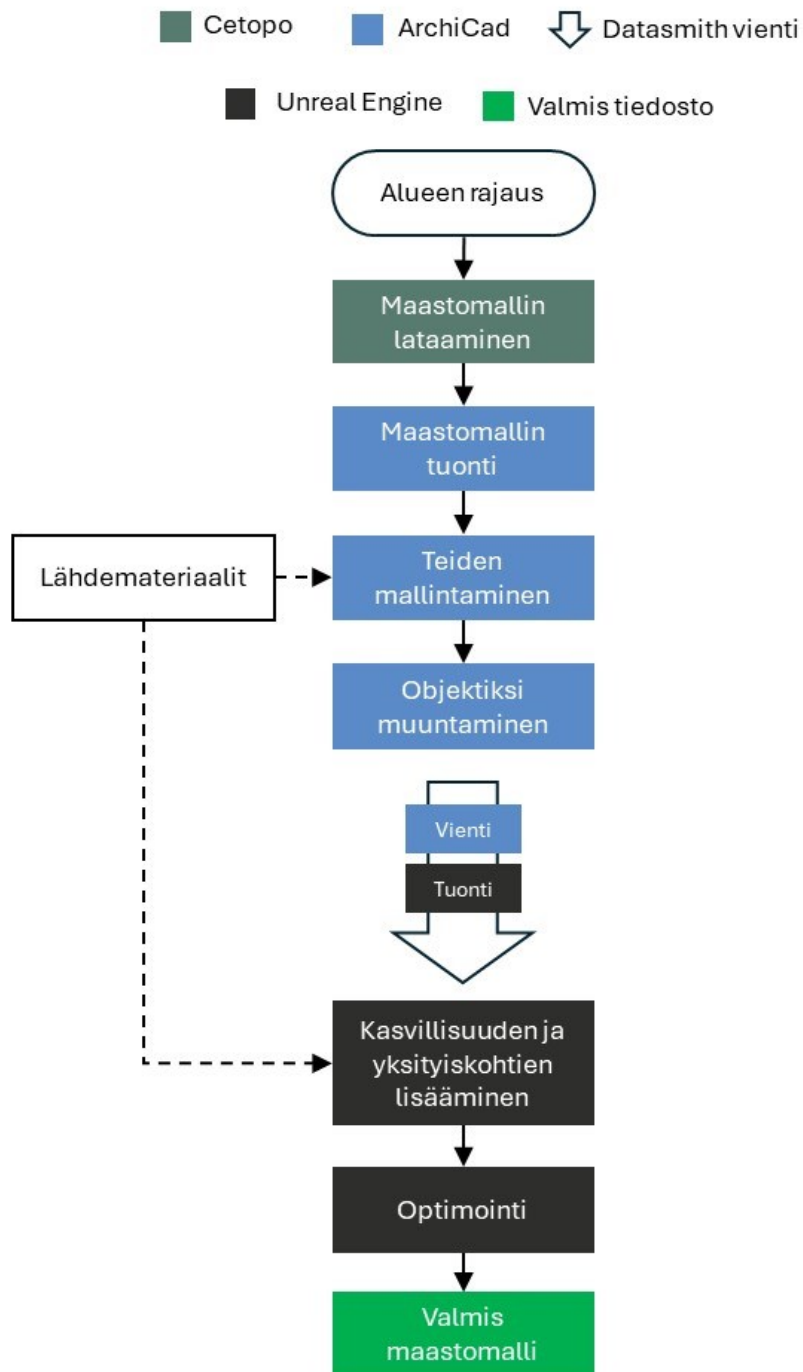 Cetopo
ArchiCad
Datasmith vienti
Unreal Engine
Valmis tiedosto
Alueen rajaus
Maastomallin
lataaminen
Maastomallin
tuonti
Lähdemateriaalit
Teiden
mallintaminen
Objektiksi
muuntaminen
Vienti
Tuonti
Kasvillisuuden ja
yksityiskohtien
lisääminen
Optimointi
Valmis
maastomalli